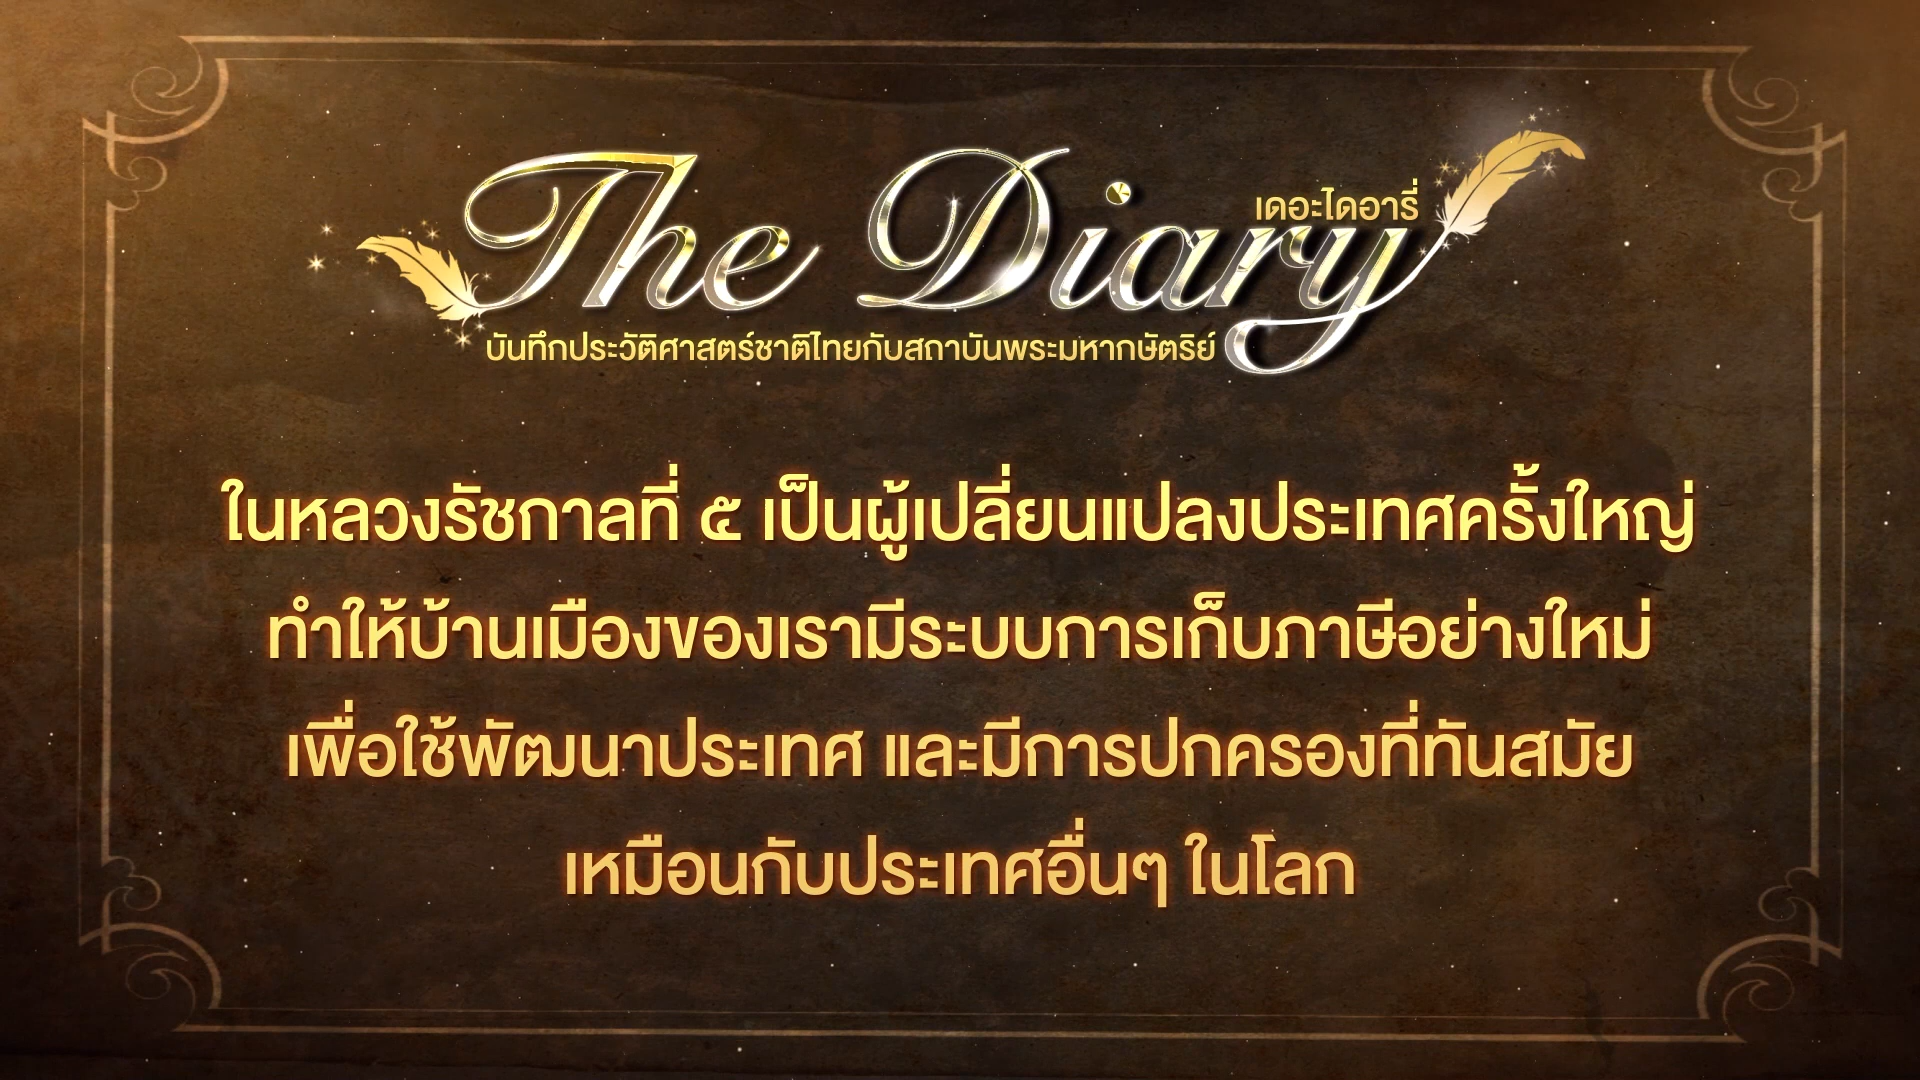 The Diary
เดอะไดอารี่
บันทึกประวัติศาสตร์ชาติไทยกับสถาบันพระมหากษัตริย์
ในหลวงรัชกาลที่ ๕ เป็นผู้เปลี่ยนแปลงประเทศครั้งใหญ่
ทำให้บ้านเมืองของเรามีระบบการเก็บภาษีอย่างใหม่
เพื่อใช้พัฒนาประเทศ และมีการปกครองที่ทันสมัย
เหมือนกับประเทศอื่นๆ ในโลก